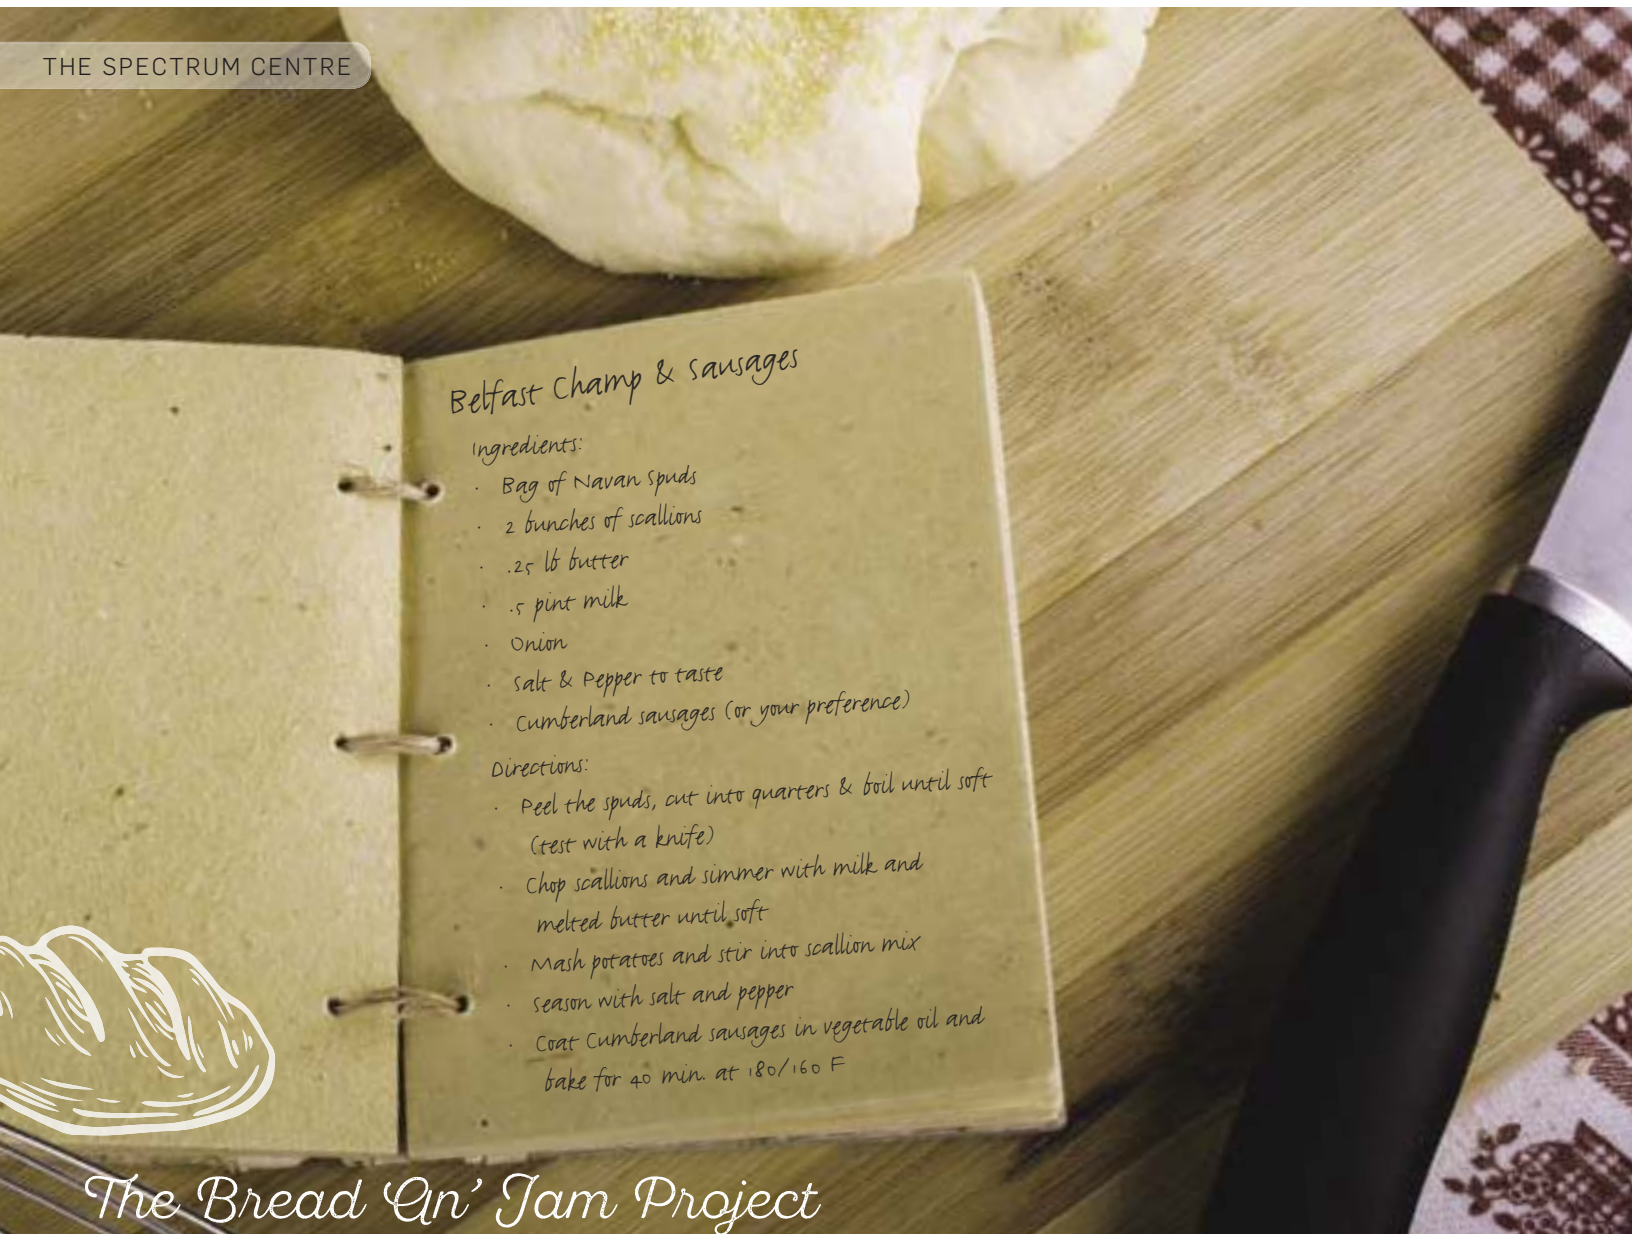 THE SPECTRUM CENTRE
Belfast Champ & Sausages
Ingredients:
· Bag of Navan Spuds
· 2 bunches of scallions
· .25 lb butter
· .5 pint milk
· Onion
· Salt & Pepper to taste
· Cumberland sausages (or your preference)
Directions:
· Peel the spuds, cut into quarters & boil until soft
(test with a knife)
· Chop scallions and simmer with milk and
melted butter until soft
· Mash potatoes and stir into scallion mix
· Season with salt and pepper
· Coat Cumberland sausages in vegetable oil and
bake for 40 min. at 180/160 F
The Bread An' Jam Project